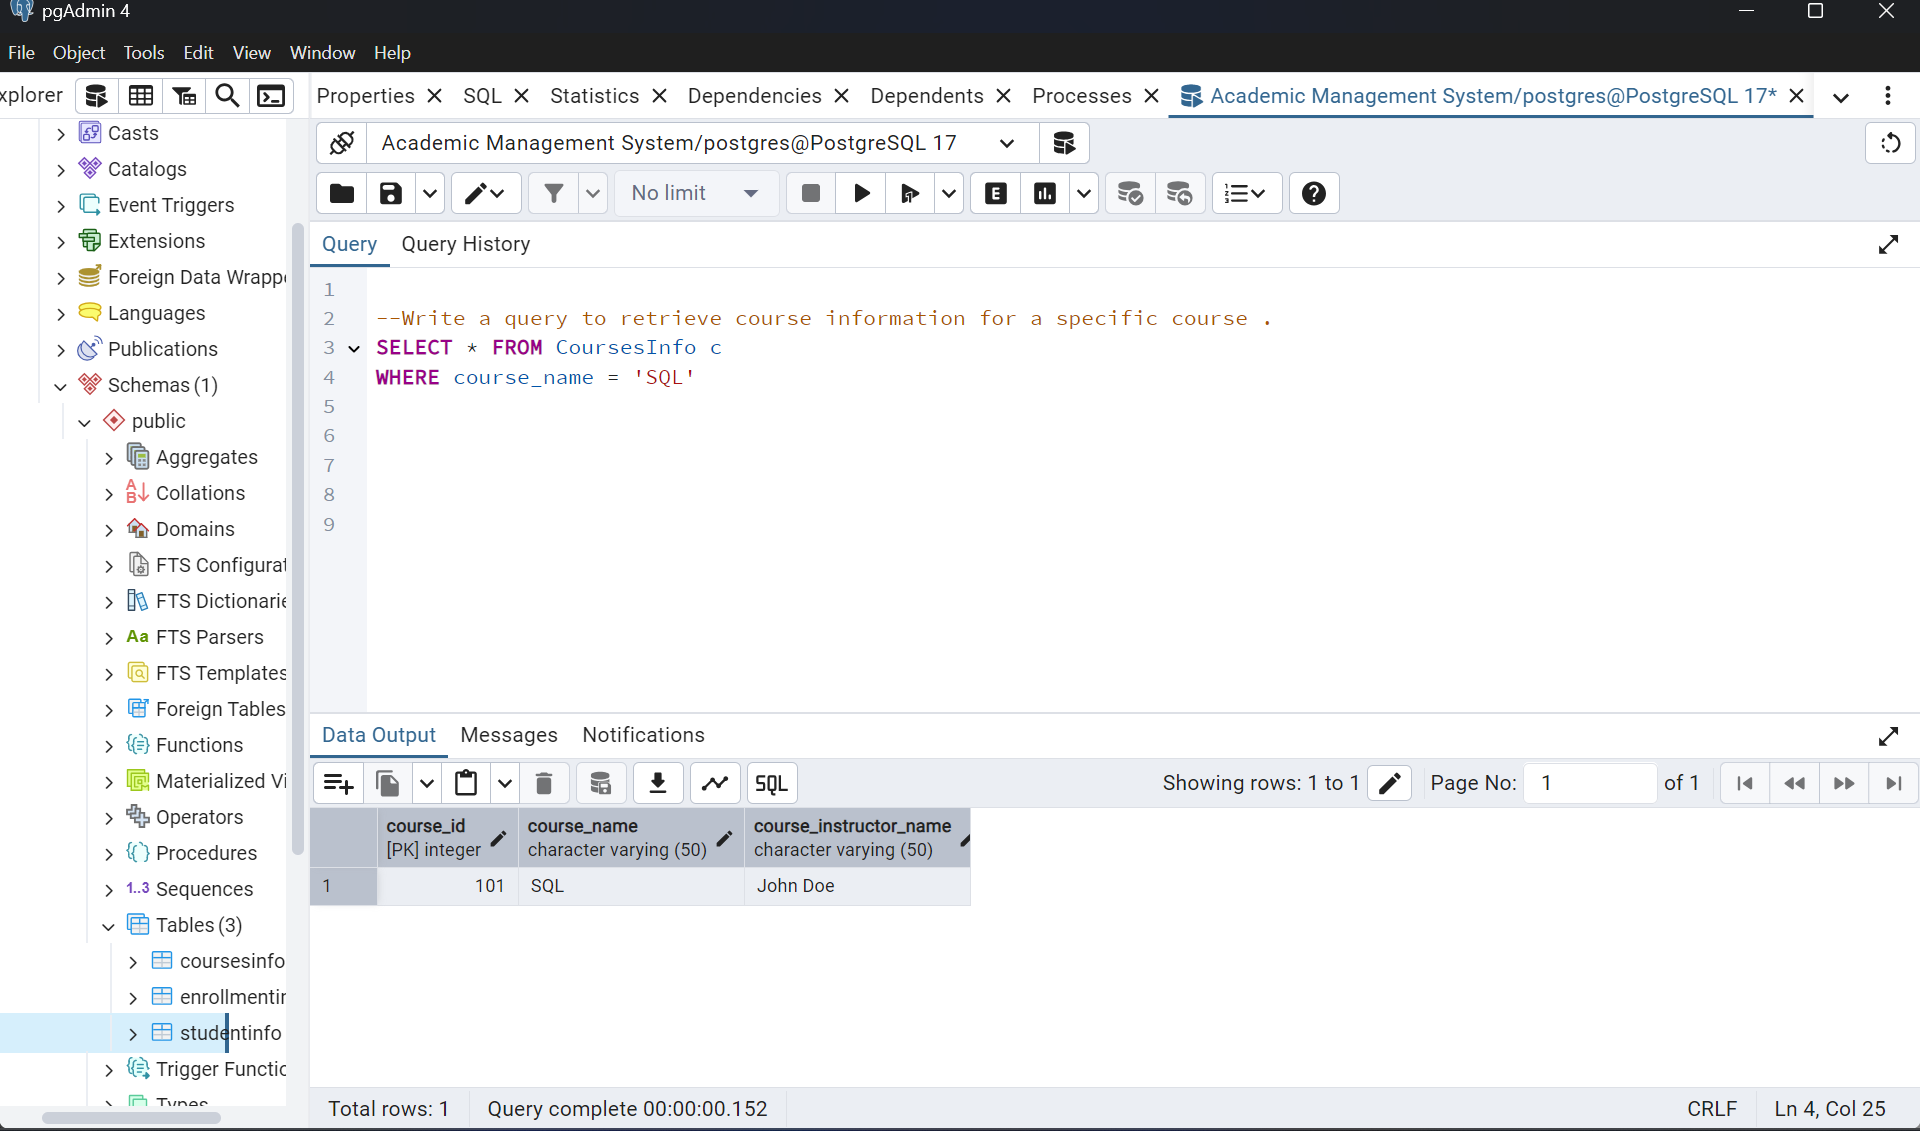 pgAdmin 4
File Object Tools Edit View Window Help
xplorer
Properties SQL Statistics Dependencies Dependents Processes Academic Management System/postgres@PostgreSQL 17*
Academic Management System/postgres@PostgreSQL 17
No limit
E
Query Query History
1
2 --Write a query to retrieve course information for a specific course .
3 SELECT * FROM CoursesInfo c
4 WHERE course_name = 'SQL'
5
6
7
8
9
Casts
Catalogs
Event Triggers
Extensions
Foreign Data Wrapp
Languages
Publications
Schemas (1)
public
Aggregates
Collations
Domains
FTS Configurat
FTS Dictionarie
Aa FTS Parsers
FTS Templates
Foreign Tables
Functions
Materialized Vi
Operators
Procedures
1..3 Sequences
Tables (3)
coursesinfo
enrollmentin
studentinfo
Trigger Functio
Types
Data Output Messages Notifications
SQL
Showing rows: 1 to 1 Page No: 1 of 1
course_id course_name course_instructor_name
[PK] integer character varying (50) character varying (50)
1 101 SQL John Doe
Total rows: 1 Query complete 00:00:00.152 CRLF Ln 4, Col 25